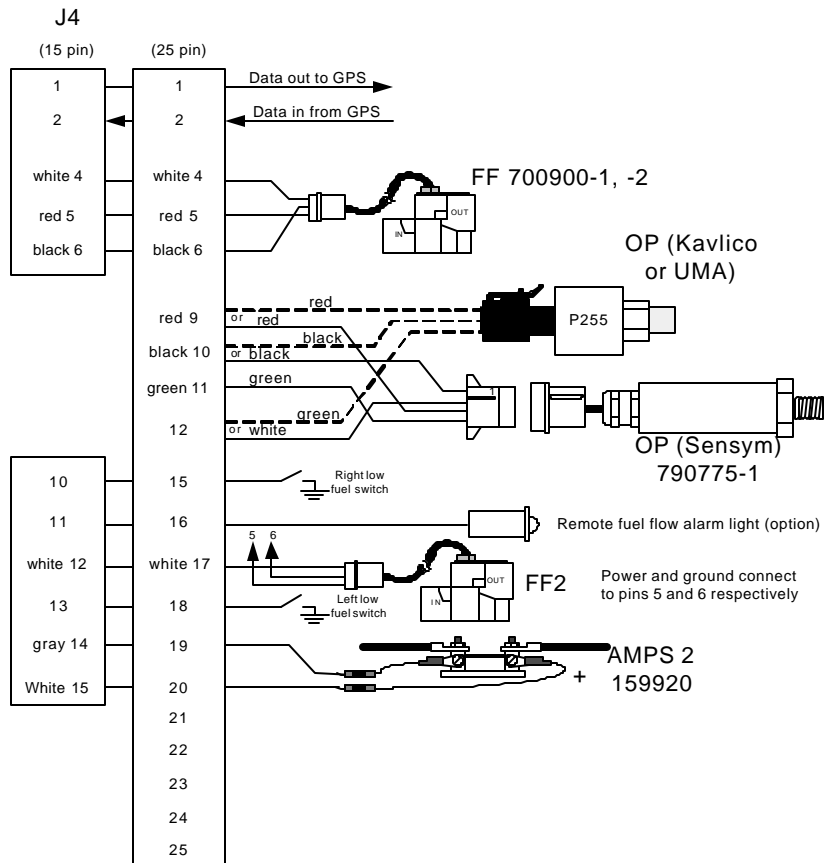 J4
(15 pin) (25 pin)
1 1 Data out to GPS
2 2 Data in from GPS
white 4 white 4
FF 700900-1, -2
OUT
IN
red 5 red 5
black 6 black 6
OP (Kavlico
or UMA)
red 9 red
or red
P255
black 10 black
or black
green 11 green
1
green
12 or white
OP (Sensym)
790775-1
10 15 Right low
fuel switch
11 16 Remote fuel flow alarm light (option)
5 6
white 12 white 17
OUT
IN
FF2
Power and ground connect
to pins 5 and 6 respectively
13 18 Left low
fuel switch
gray 14 19
AMPS 2
159920
+
White 15 20
21
22
23
24
25